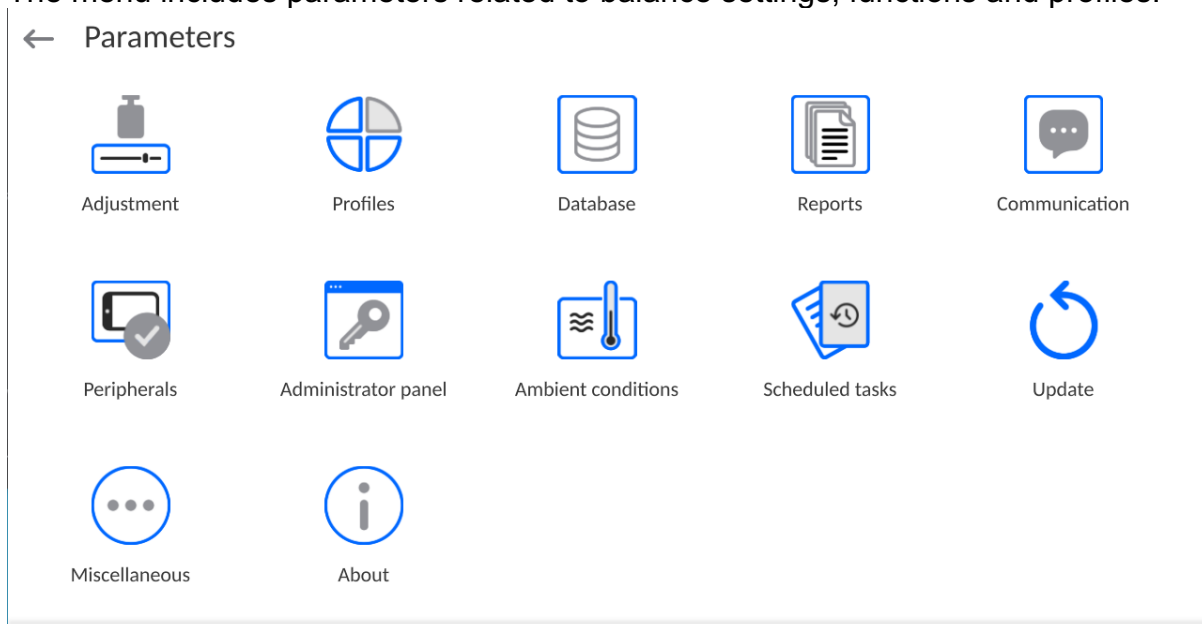 The menu includes parameters related to balance settings, functions and profiles.
Parameters
Adjustment
Profiles
Database
Reports
Communication
Peripherals
Administrator panel
Ambient conditions
Scheduled tasks
Update
Miscellaneous
About